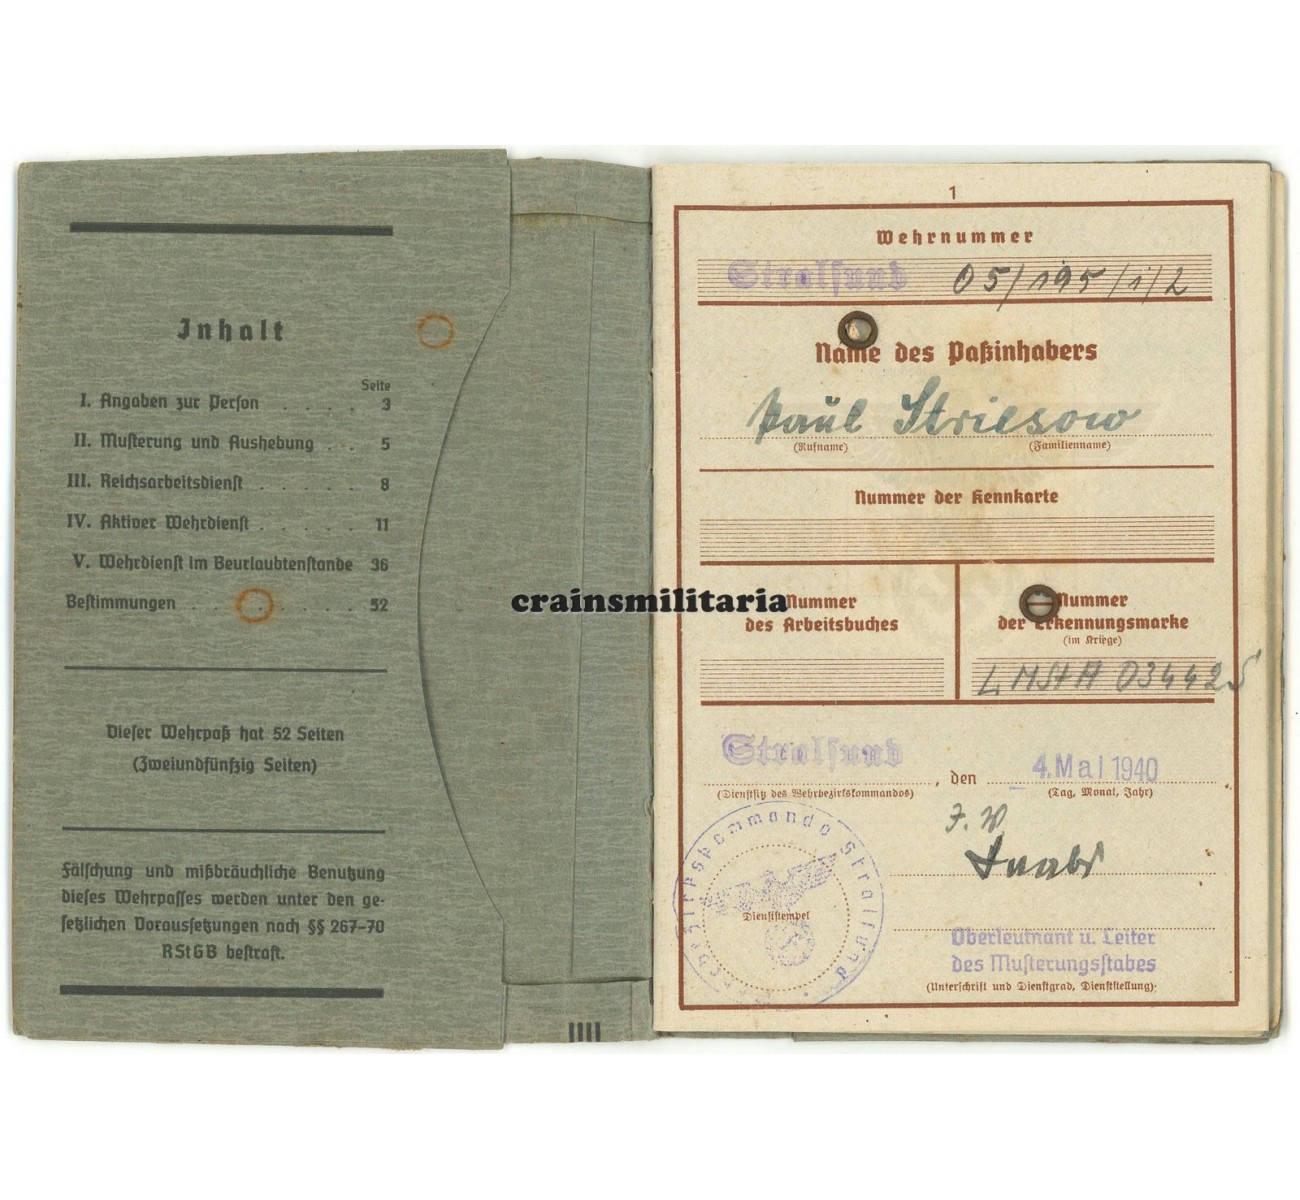 Inhalt
Seite
I. Angaben zur Person . . . . 3
II. Musterung und Aushebung . . 5
III. Reichsarbeitsdienst . . . . . 8
IV. Aktiver Wehrdienst . . . . . 11
V. Wehrdienst im Beurlaubtenstande 36
Bestimmungen . . . . . . . 52
Dieser Wehrpaß hat 52 Seiten
(Zweiundfünfzig Seiten)
Fälschung und mißbräuchliche Benutzung
dieses Wehrpasses werden unter den ge-
setzlichen Voraussetzungen nach §§ 267-70
RStGB bestraft.
crainsmilitaria
1
Wehrnummer
Stralsund 05/195/1/2
Name des Paßinhabers
Paul Striesow
(Rufname) (Familienname)
Nummer der Kennkarte
Nummer
des Arbeitsbuches
Nummer
der Erkennungsmarke
(im Kriege)
034425
Stralsund, den 4. Mai 1940
(Dienstsitz des Wehrbezirkskommandos) (Tag, Monat, Jahr)
Dienststempel
Oberleutnant u. Leiter
des Musterungsstabes
(Unterschrift und Dienstgrad, Dienststellung)